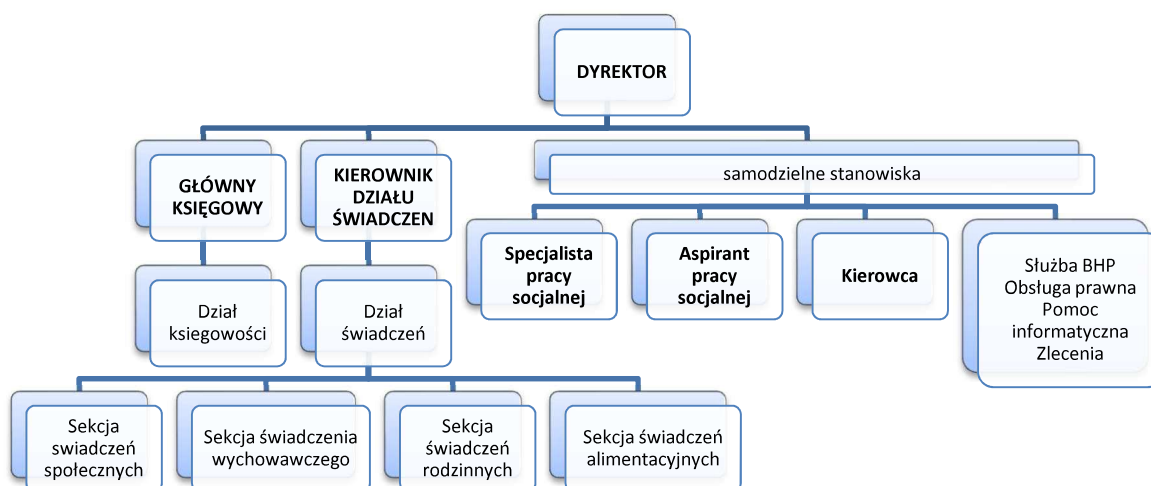 DYREKTOR
GŁÓWNY
KSIĘGOWY
KIEROWNIK
DZIAŁU
ŚWIADCZEN
samodzielne stanowiska
Specjalista
pracy
socjalnej
Aspirant
pracy
socjalnej
Kierowca
Służba BHP
Obsługa prawna
Pomoc
informatyczna
Zlecenia
Dział
ksiegowości
Dział
świadczeń
Sekcja
swiadczeń
społecznych
Sekcja świadczenia
wychowawczego
Sekcja
świadczeń
rodzinnych
Sekcja świadczeń
alimentacyjnych